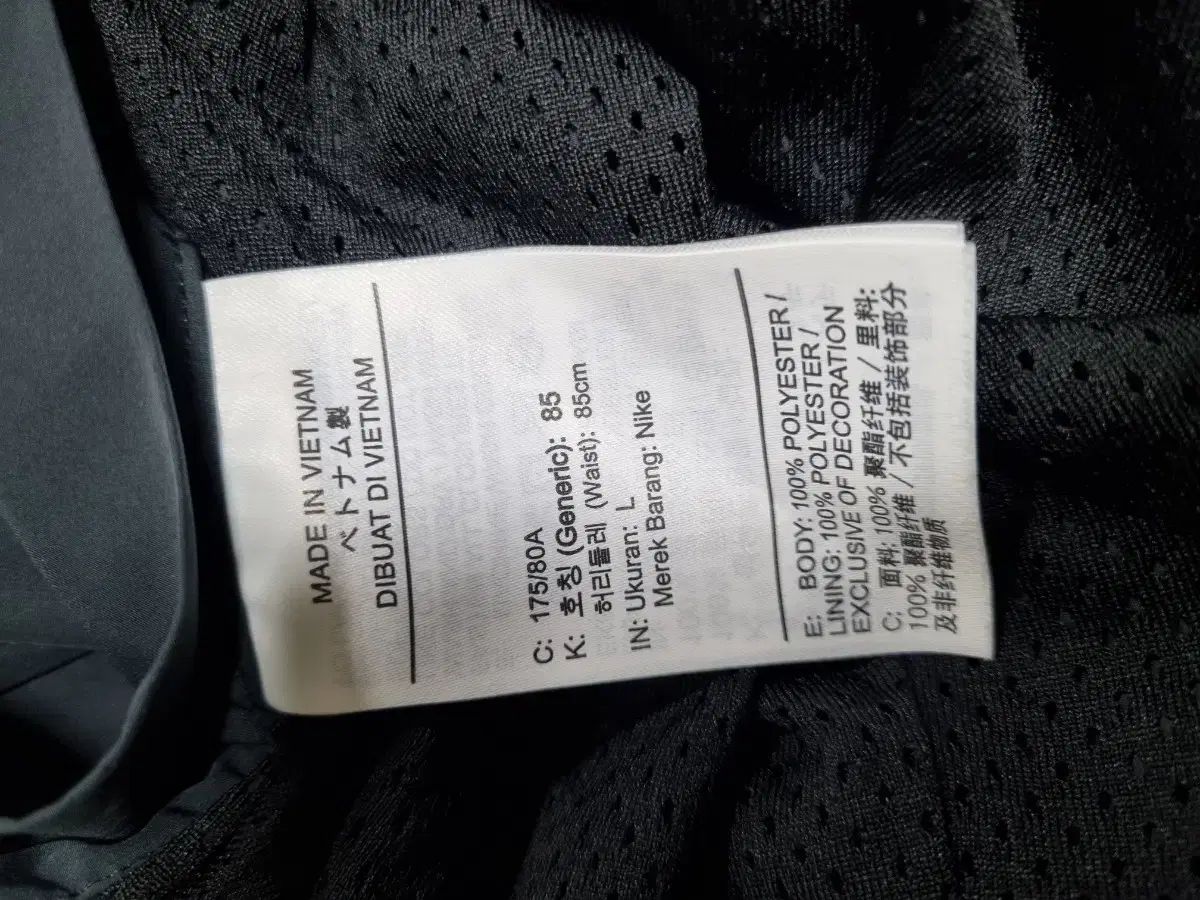 MADE IN VIETNAM
ベトナム製
DIBUAT DI VIETNAM
C: 175/80A
K: 호칭 (Generic): 85
허리둘레 (Waist): 85cm
IN: Ukuran: L
Merek Barang: Nike
E: BODY: 100% POLYESTER /
LINING: 100% POLYESTER /
EXCLUSIVE OF DECORATION
C: 面料: 100% 聚酯纤维 / 里料:
100% 聚酯纤维 / 不包括装饰部分
及非纤维物质